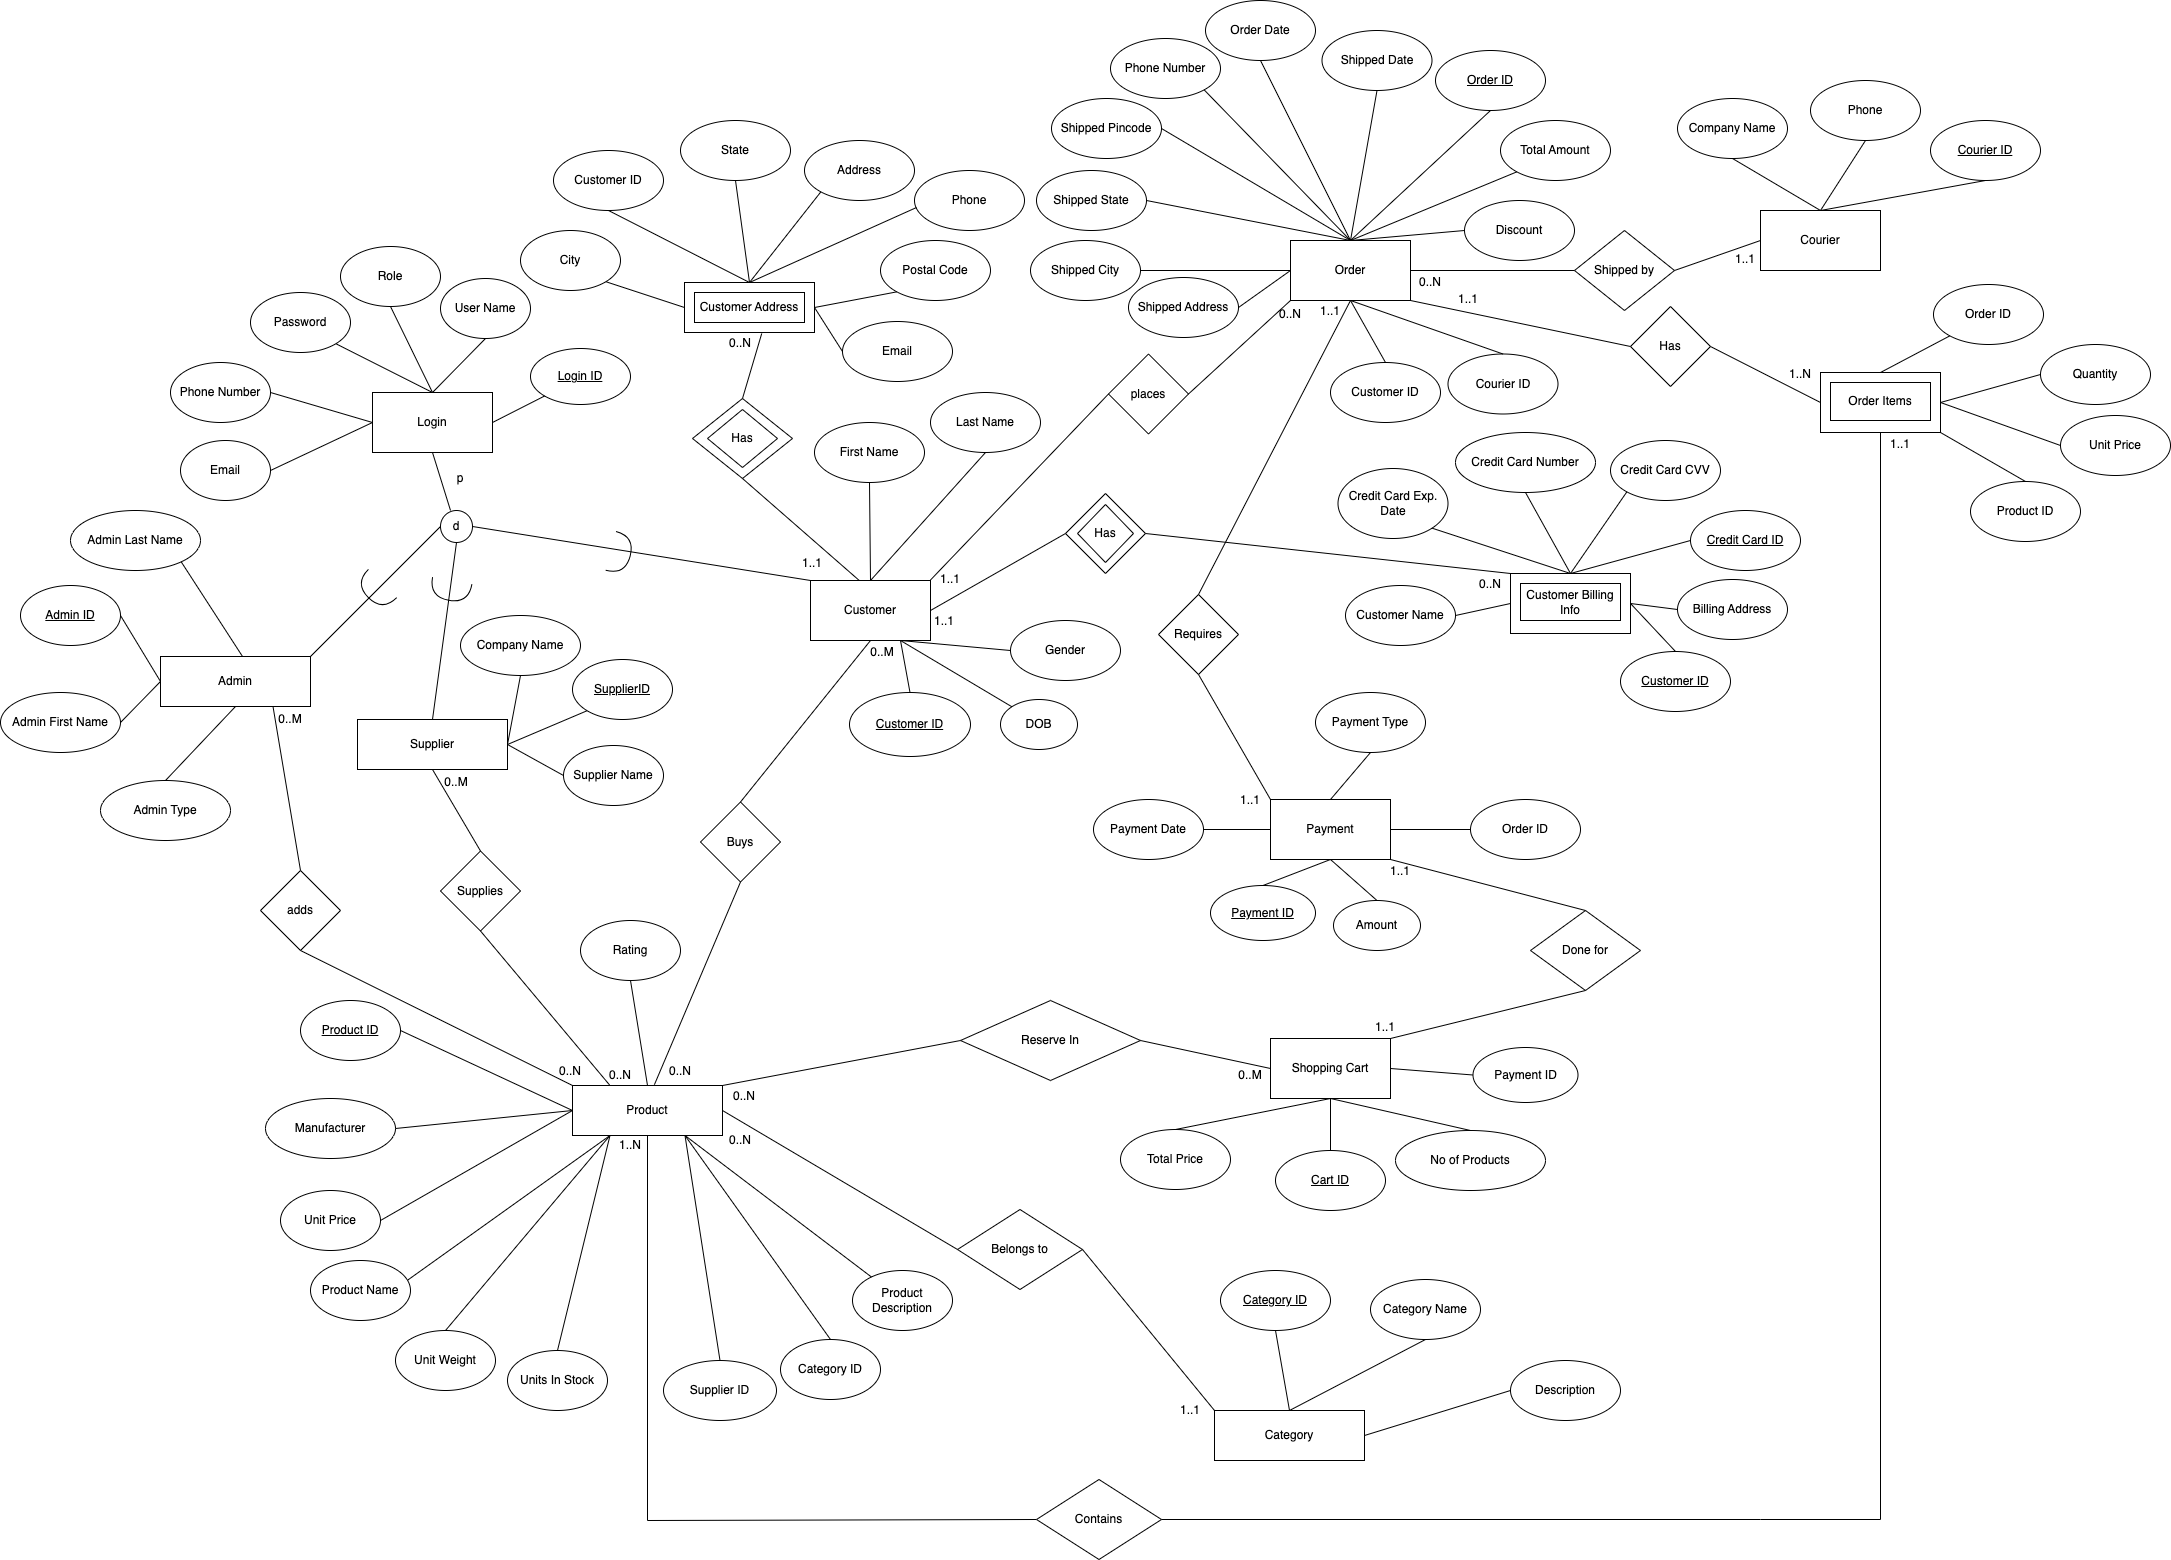 Order Date
Shipped Date
Phone Number
Order ID
Shipped Pincode
Company Name
Phone
Courier ID
State
Total Amount
Customer ID
Address
Phone
Shipped State
Discount
Courier
City
Postal Code
Shipped City
Order
Shipped by
1..1
Role
0..N
1..1
User Name
Customer Address
Shipped Address
0..N
1..1
Order ID
Password
0..N
Email
Has
Login ID
1..N
Quantity
Phone Number
places
Customer ID
Courier ID
Order Items
Login
Last Name
Has
First Name
1..1
Unit Price
Email
p
Credit Card Number
Credit Card CVV
Credit Card Exp.
Date
Product ID
d
Admin Last Name
Has
Credit Card ID
1..1
1..1
0..N
Customer Billing
Info
Admin ID
Customer
1..1
Customer Name
Billing Address
Requires
Company Name
0..M
Gender
Admin
SupplierID
Customer ID
Admin First Name
0..M
Customer ID
DOB
Payment Type
Supplier
Supplier Name
0..M
1..1
Admin Type
Buys
Payment Date
Payment
Order ID
1..1
Supplies
adds
Payment ID
Amount
Rating
Done for
Product ID
1..1
Reserve In
0..N
0..N
0..N
0..M
Shopping Cart
Payment ID
0..N
Product
Manufacturer
1..N
0..N
Total Price
Cart ID
No of Products
Unit Price
Belongs to
Product Name
Product
Description
Category ID
Category Name
Unit Weight
Units In Stock
Supplier ID
Category ID
Description
1..1
Category
Contains